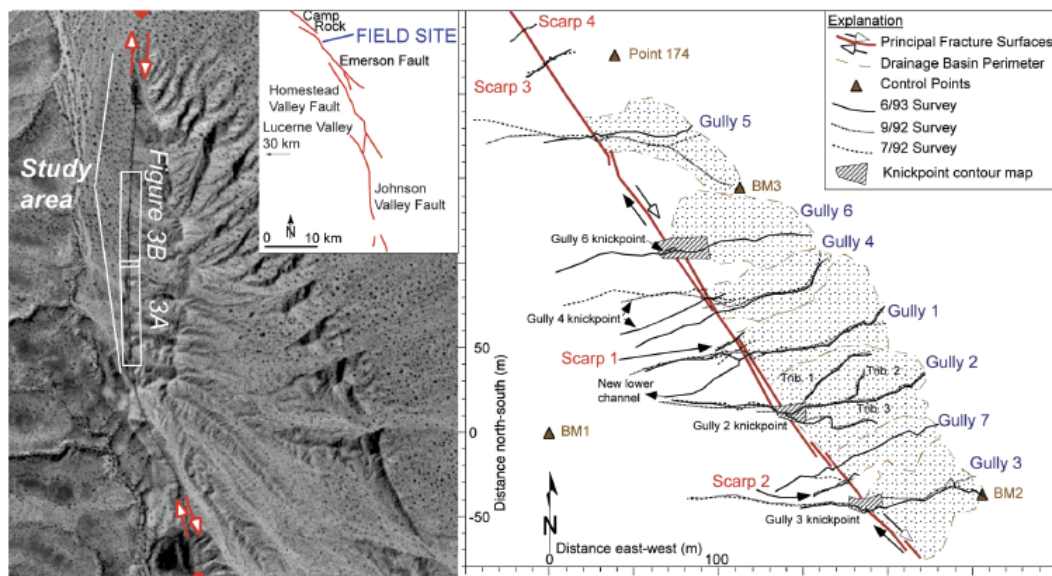 Camp
Rock
FIELD SITE
Emerson Fault
Homestead
Valley Fault
Lucerne Valley
30 km
Johnson
Valley Fault
N
0 10 km
Study
area
Figure 3B
3A
50
0
-50
Distance north-south (m)
Scarp 4
Point 174
Scarp 3
Gully 5
BM3
Gully 6
Gully 6 knickpoint
Gully 4
Gully 4 knickpoint
Gully 1
Scarp 1
Trib. 1
Trib. 2
Gully 2
New lower
channel
Trib. 3
Gully 2 knickpoint
Gully 7
BM1
Scarp 2
Gully 3
BM2
Gully 3 knickpoint
N
Distance east-west (m)
0 100
Explanation
Principal Fracture Surfaces
Drainage Basin Perimeter
Control Points
6/93 Survey
9/92 Survey
7/92 Survey
Knickpoint contour map